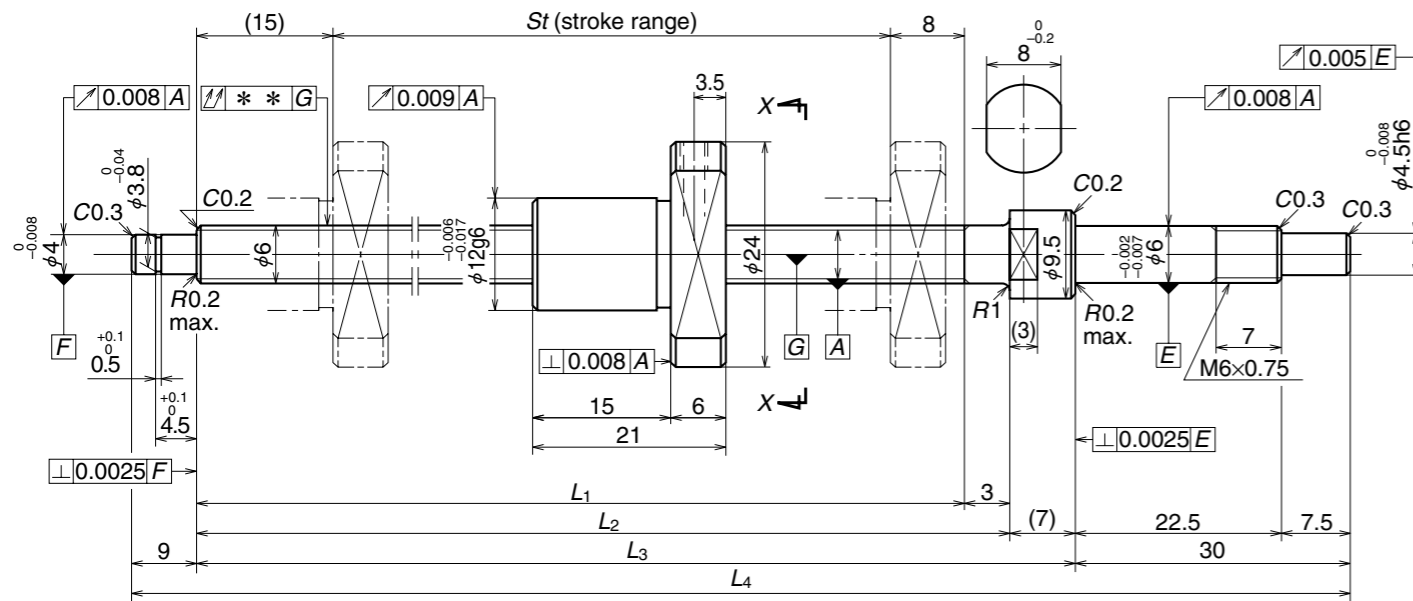 (15)
St (stroke range)
8
8 0 −0.2
3.5
↗ 0.005 E
↗ 0.008 A
⌰ * * G
↗ 0.009 A
X
↗ 0.008 A
φ3.8 0 −0.04
φ4.5h6 0 −0.008
C0.3
C0.2
C0.2
C0.3
C0.3
φ4 0 −0.008
φ6
φ12g6 −0.006 −0.017
φ24
φ9.5
φ6 −0.002 −0.007
R0.2
max.
R1
R0.2
max.
F
G
A
(3)
E
7
0.5 +0.1 0
⊥ 0.008 A
M6×0.75
4.5 +0.1 0
15
6
X
21
⊥ 0.0025 F
⊥ 0.0025 E
L1
3
L2
(7)
22.5
7.5
9
L3
30
L4